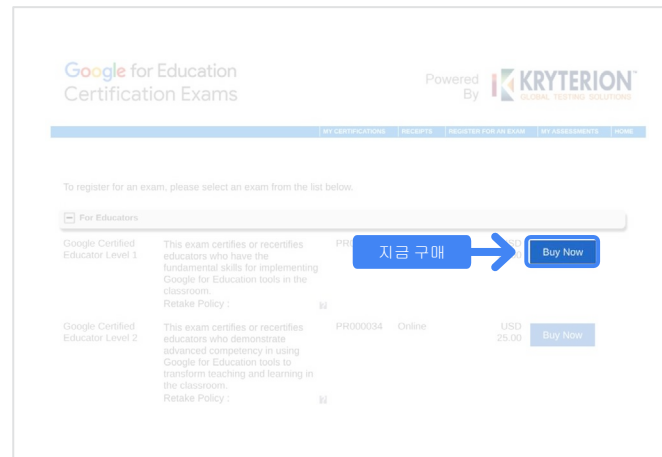 Google for Education
Certification Exams
Powered
By
KRYTERION
GLOBAL TESTING SOLUTIONS
MY CERTIFICATIONS
RECEIPTS
REGISTER FOR AN EXAM
MY ASSESSMENTS
HOME
To register for an exam, please select an exam from the list below.
For Educators
Google Certified
Educator Level 1
This exam certifies or recertifies
educators who have the
fundamental skills for implementing
Google for Education tools in the
classroom.
Retake Policy :
지금 구매
Buy Now
Google Certified
Educator Level 2
This exam certifies or recertifies
educators who demonstrate
advanced competency in using
Google for Education tools to
transform teaching and learning in
the classroom.
Retake Policy :
PR000034
Online
USD
25.00
Buy Now